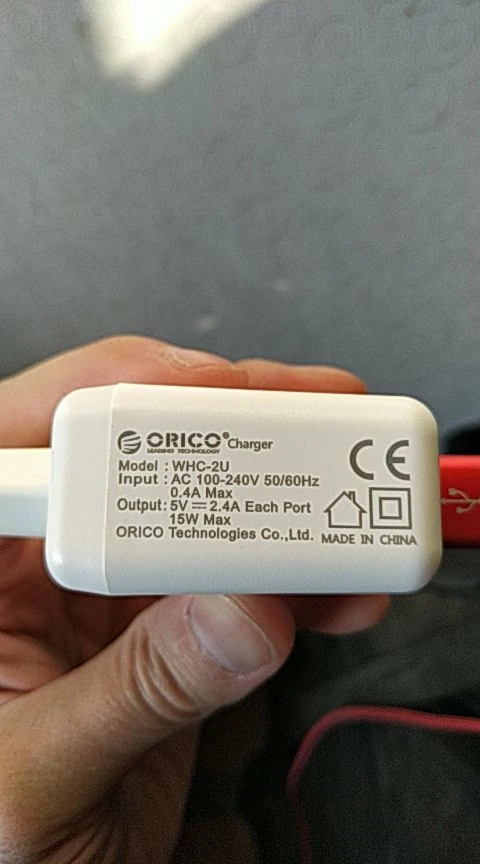 ORICO® Charger
LEADING TECHNOLOGY
Model : WHC-2U
Input : AC 100-240V 50/60Hz
0.4A Max
Output: 5V⎓2.4A Each Port
15W Max
ORICO Technologies Co.,Ltd.
CE
MADE IN CHINA